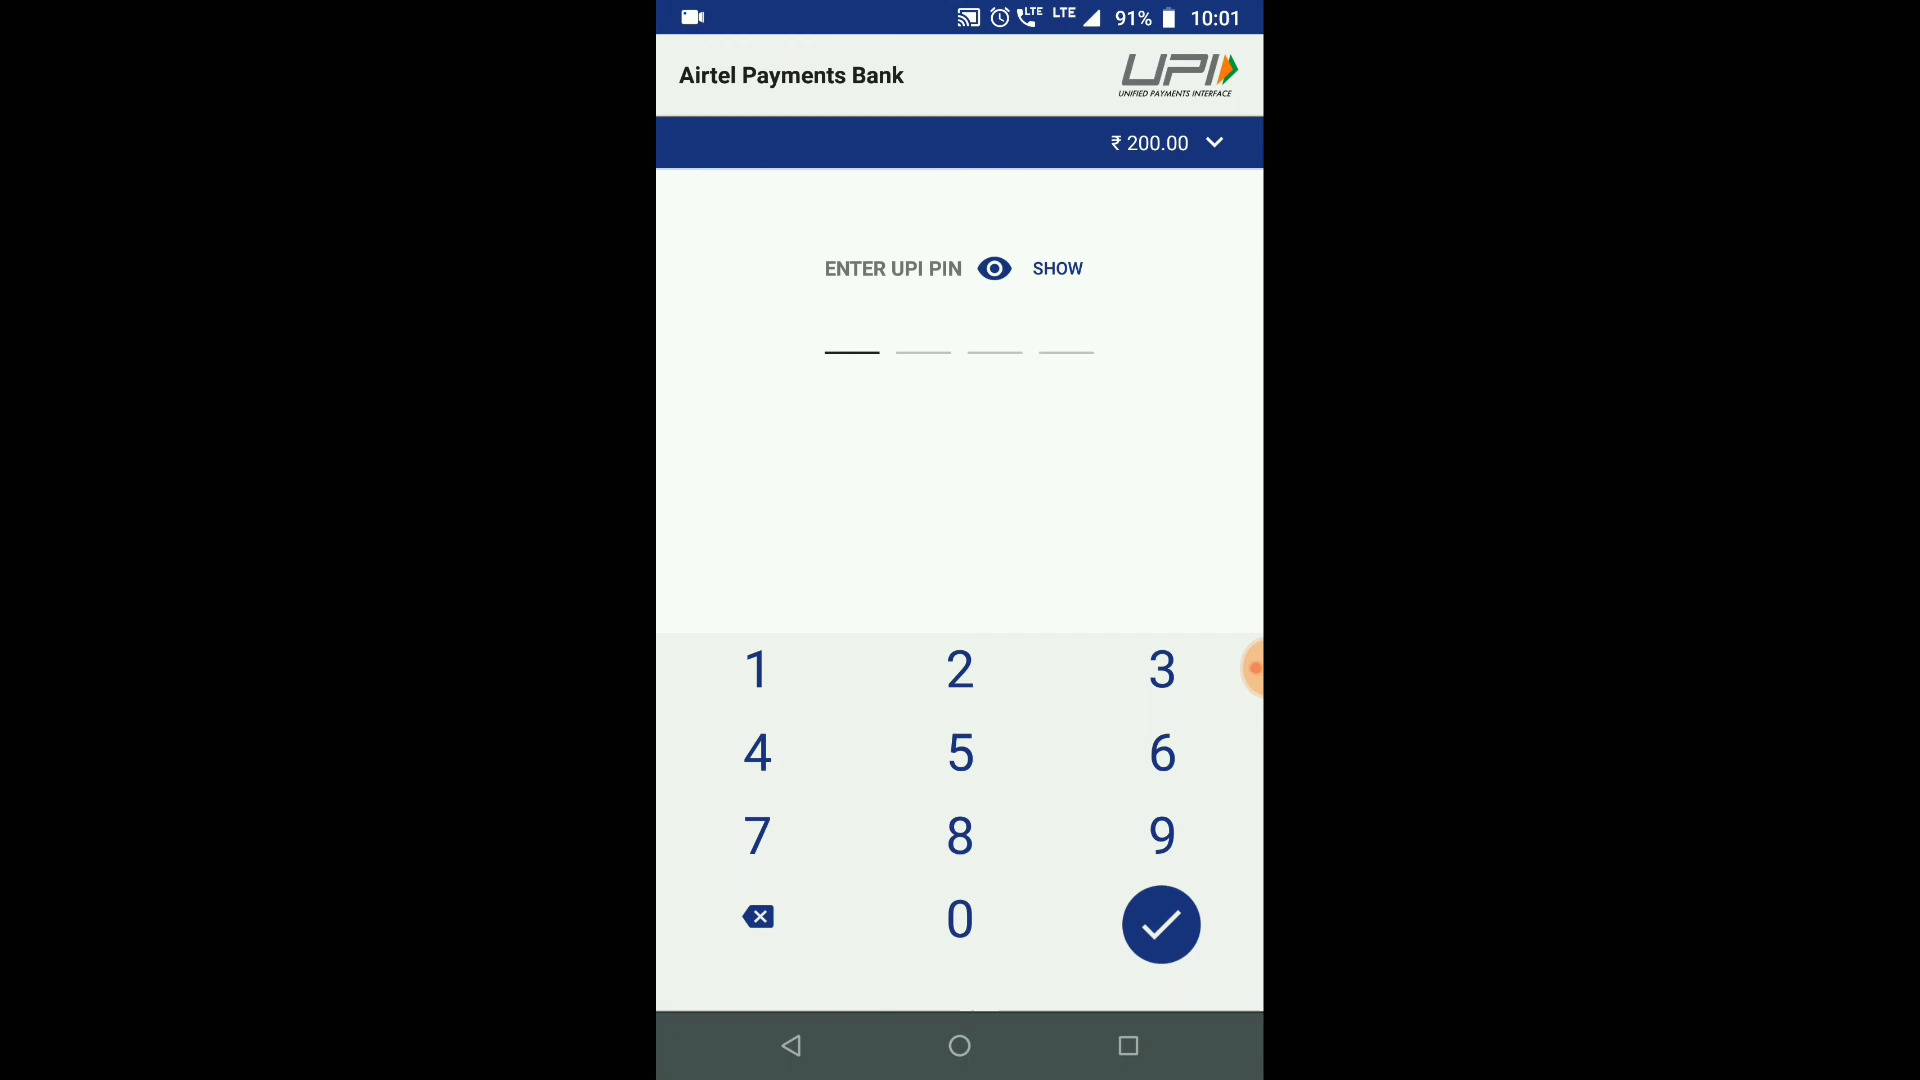 LTE LTE 91% 10:01
Airtel Payments Bank
UPI
UNIFIED PAYMENTS INTERFACE
₹ 200.00
ENTER UPI PIN SHOW
1 2 3
4 5 6
7 8 9
0